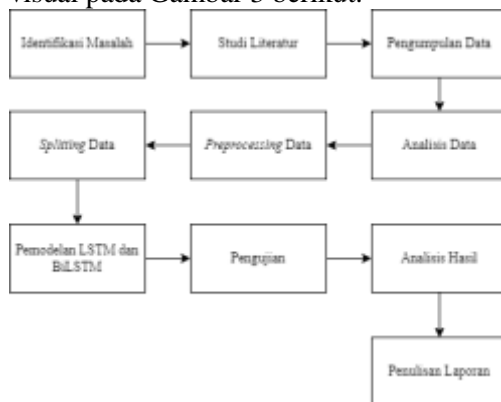 visual pada Gambar 3 berikut.
Identifikasi Masalah
Studi Literatur
Pengumpulan Data
Analisis Data
Preprocessing Data
Splitting Data
Pemodelan LSTM dan
BiLSTM
Pengujian
Analisis Hasil
Penulisan Laporan